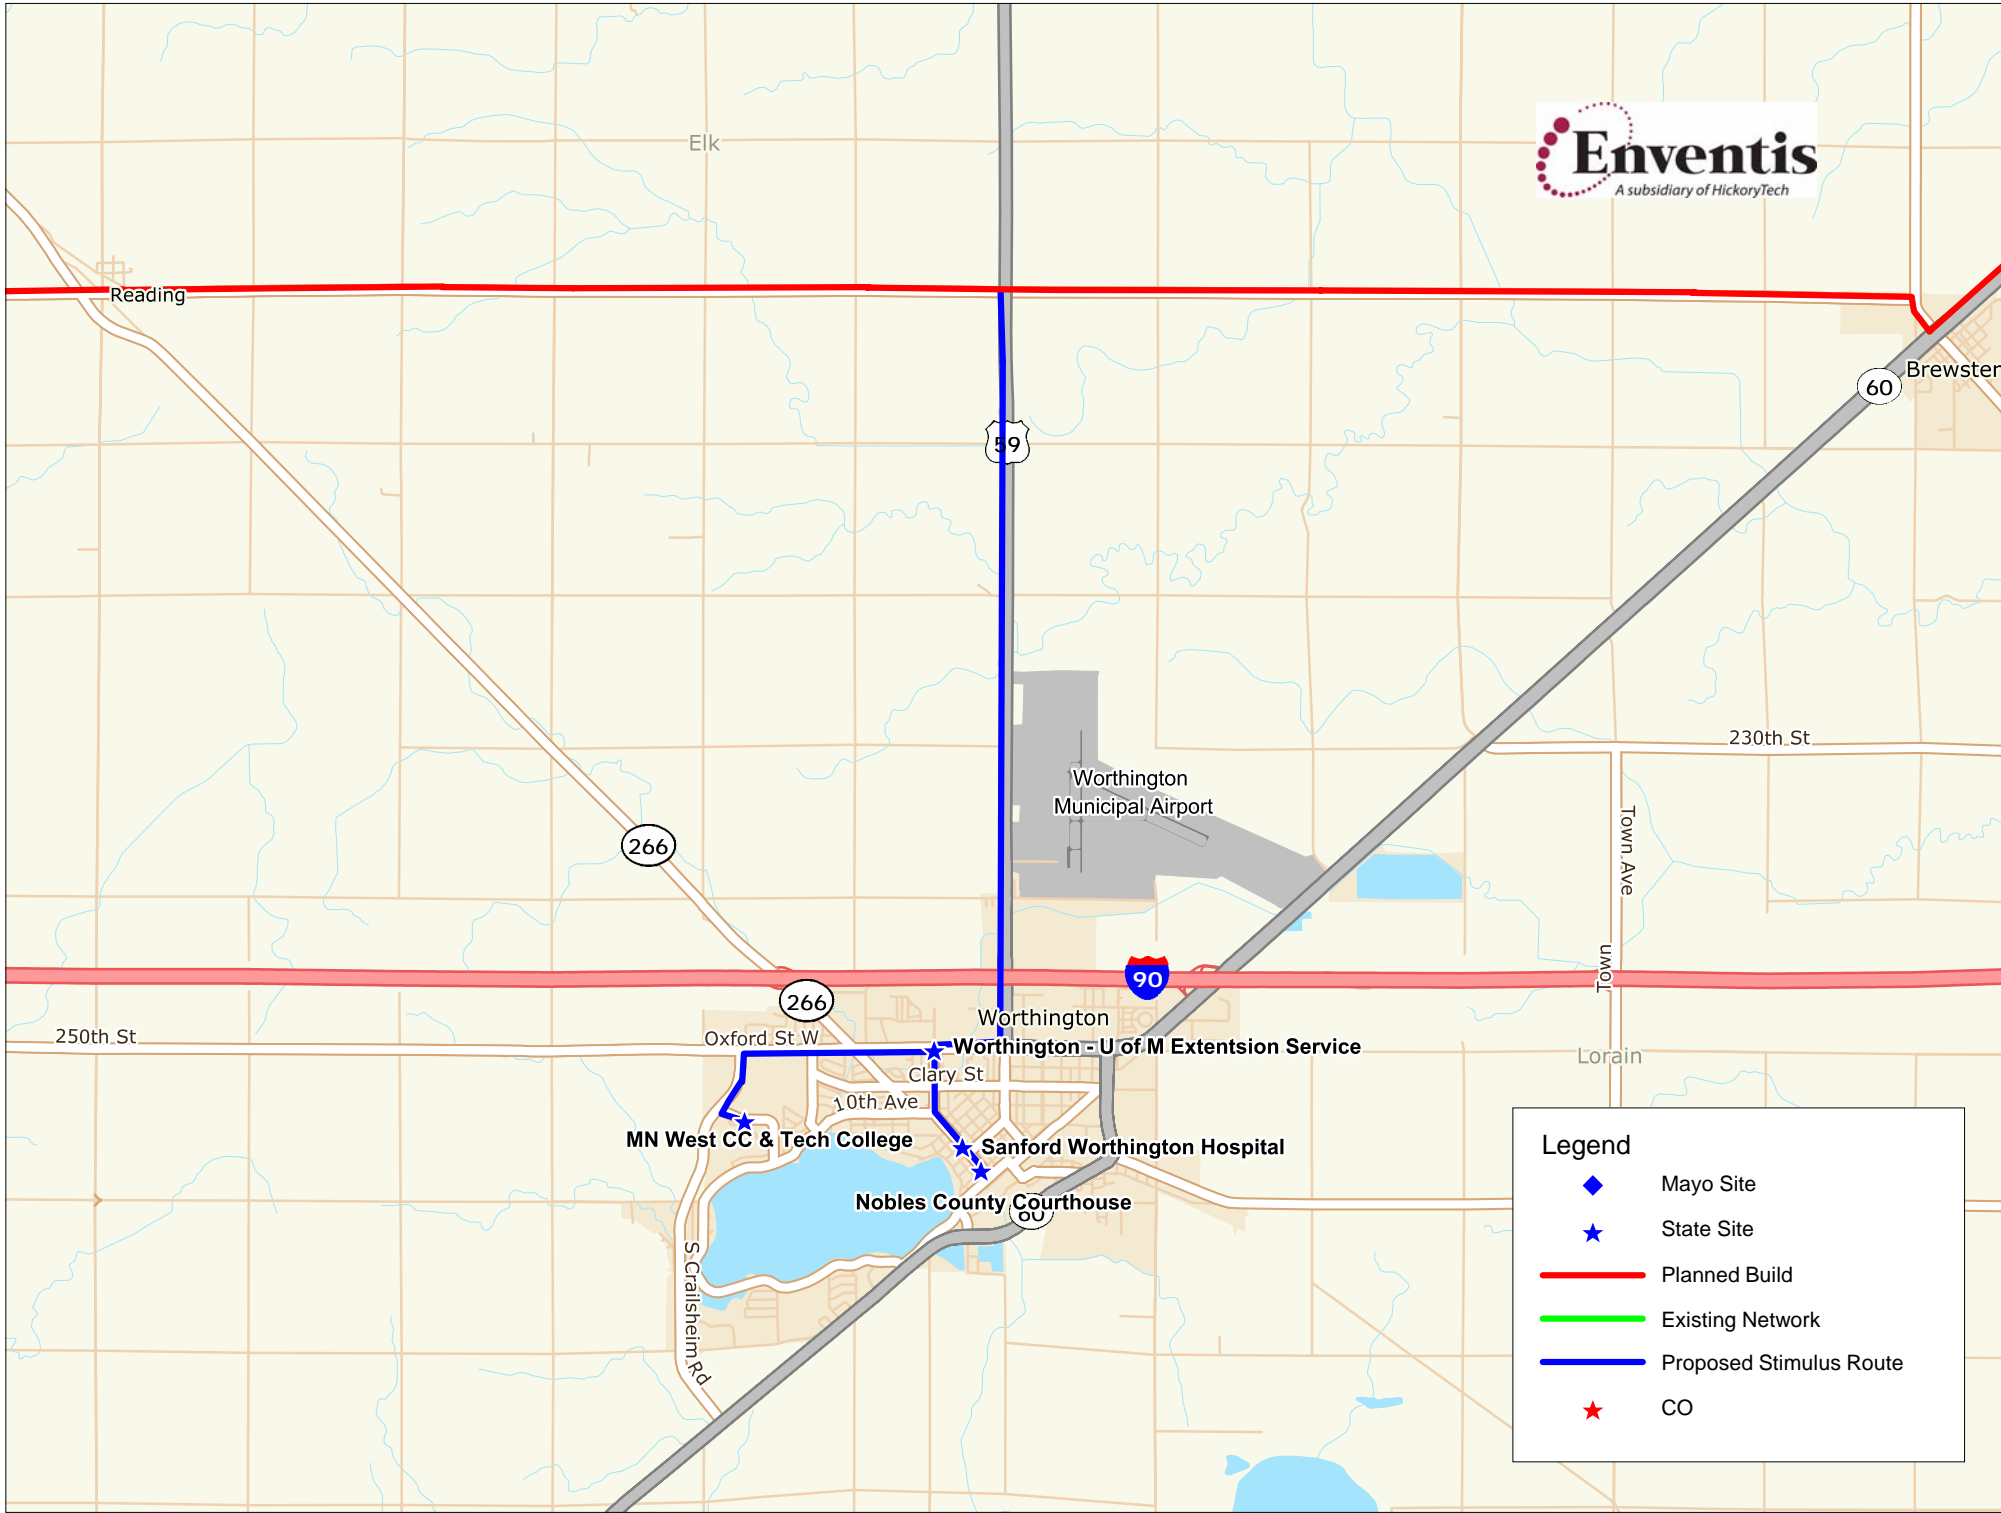 Elk
Enventis
A subsidiary of HickoryTech
Reading
Brewster
60
59
230th St
Worthington
Municipal Airport
Town Ave
266
Town
90
266
Worthington
250th St
Oxford St W
Worthington - U of M Extentsion Service
Lorain
Clary St
10th Ave
MN West CC & Tech College
Sanford Worthington Hospital
Nobles County Courthouse
60
S Crailsheim Rd
Legend
Mayo Site
State Site
Planned Build
Existing Network
Proposed Stimulus Route
CO